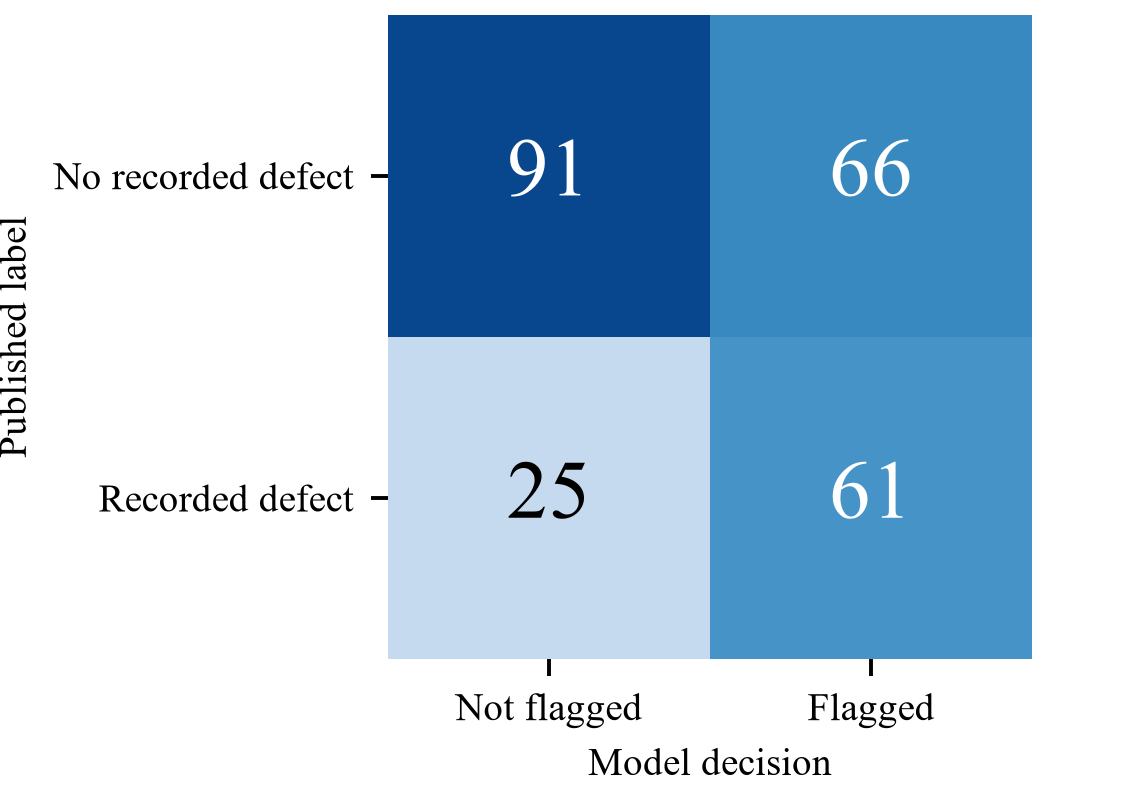 Published label
No recorded defect
91 66
Recorded defect
25 61
Not flagged Flagged
Model decision